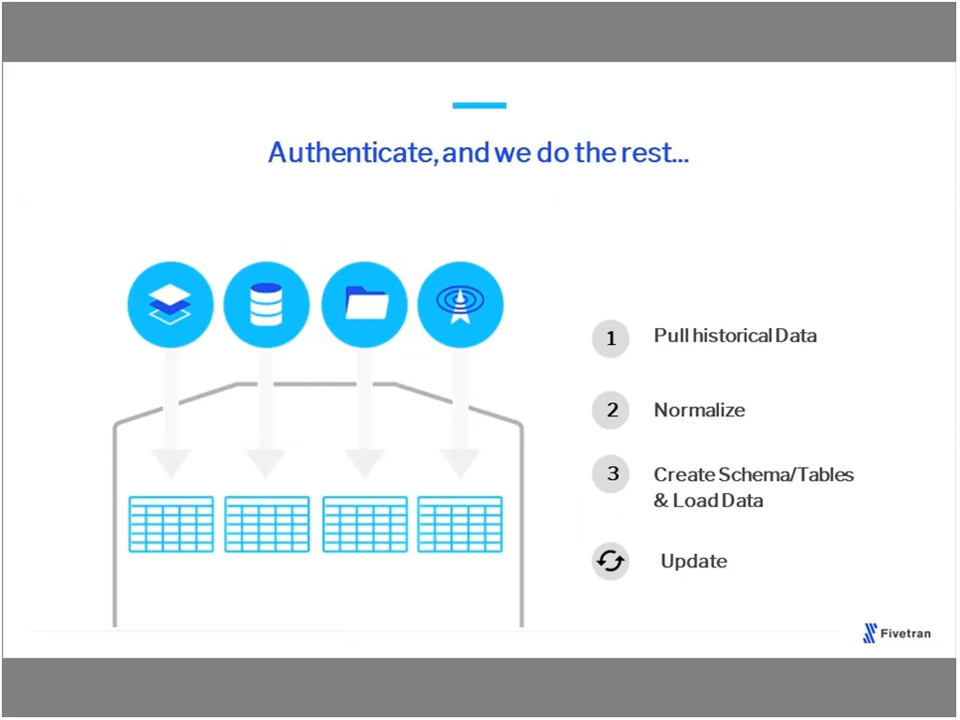 Authenticate, and we do the rest...
1 Pull historical Data
2 Normalize
3 Create Schema/Tables
& Load Data
Update
Fivetran